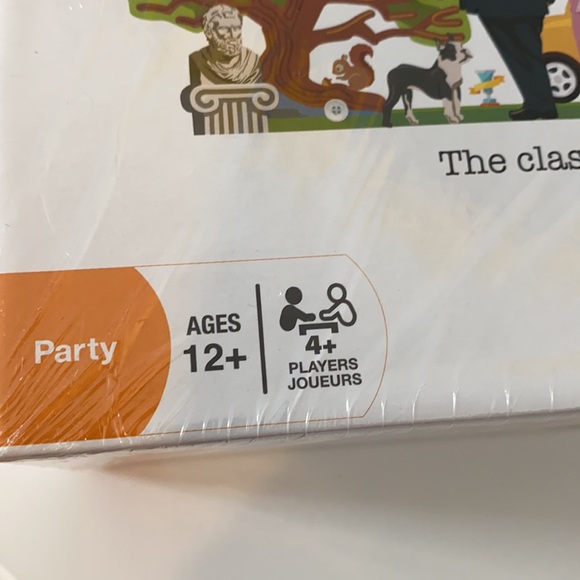 The clas
Party
AGES
12+
4+
PLAYERS
JOUEURS